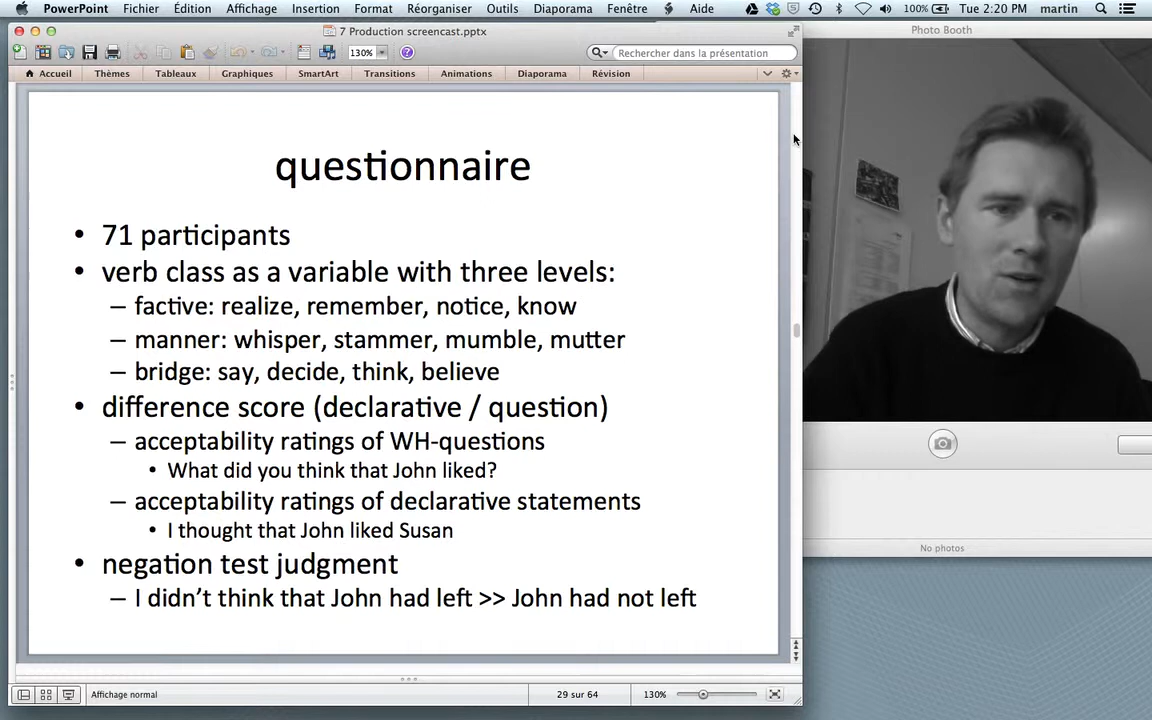 PowerPoint Fichier Édition Affichage Insertion Format Réorganiser Outils Diaporama Fenêtre Aide 100% Tue 2:20 PM martin
7 Production screencast.pptx
130% Rechercher dans la présentation
Accueil Thèmes Tableaux Graphiques SmartArt Transitions Animations Diaporama Révision
Photo Booth
questionnaire
• 71 participants
• verb class as a variable with three levels:
– factive: realize, remember, notice, know
– manner: whisper, stammer, mumble, mutter
– bridge: say, decide, think, believe
• difference score (declarative / question)
– acceptability ratings of WH-questions
• What did you think that John liked?
– acceptability ratings of declarative statements
• I thought that John liked Susan
• negation test judgment
– I didn’t think that John had left >> John had not left
No photos
Affichage normal 29 sur 64 130%